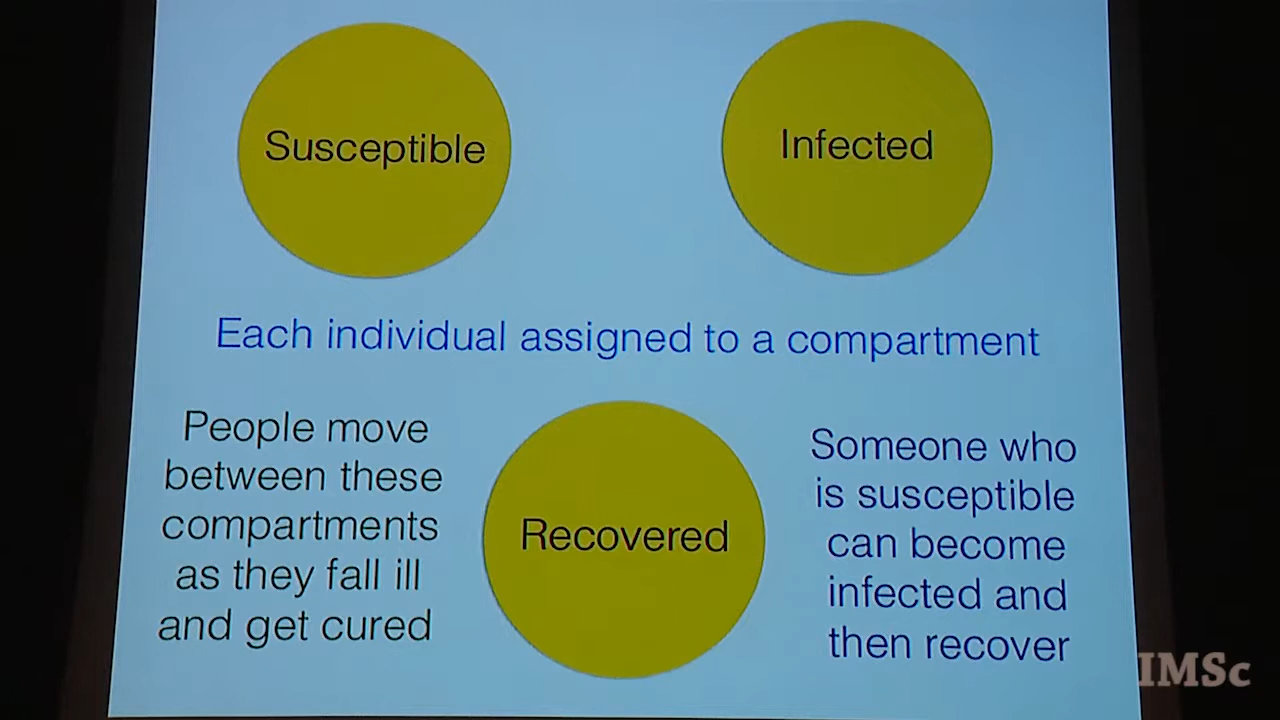 Susceptible
Infected
Each individual assigned to a compartment
People move
between these
compartments
as they fall ill
and get cured
Recovered
Someone who
is susceptible
can become
infected and
then recover
IMSc